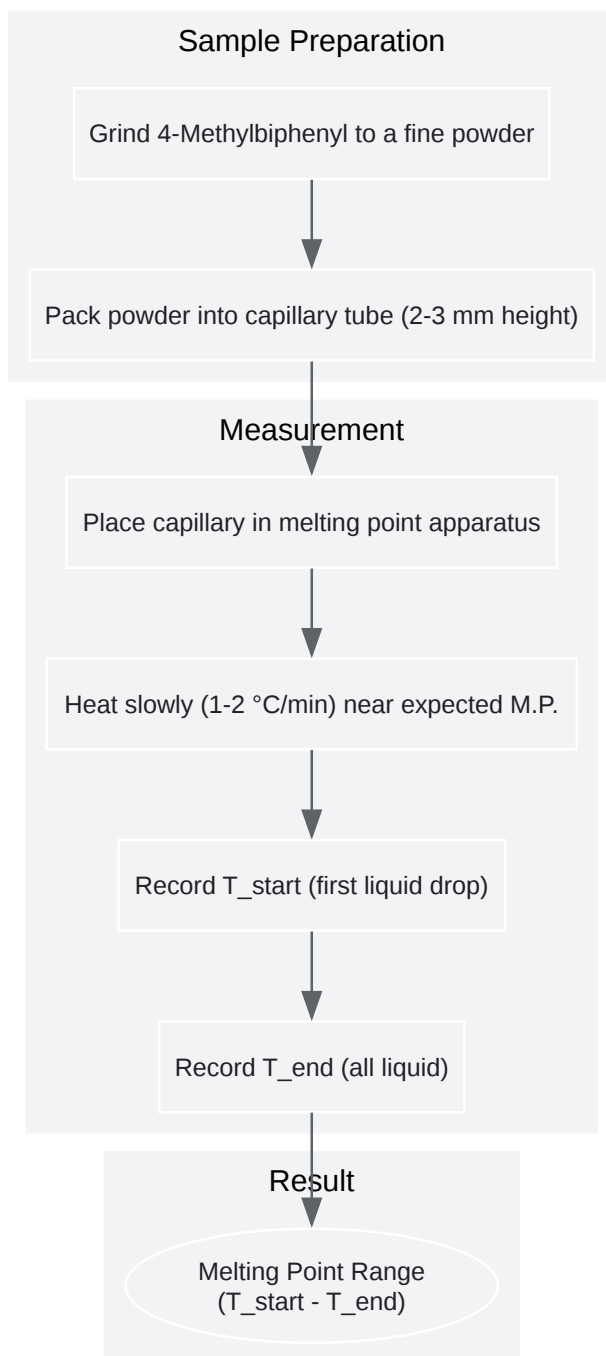 Sample Preparation
Grind 4-Methylbiphenyl to a fine powder
Pack powder into capillary tube (2-3 mm height)
Measurement
Place capillary in melting point apparatus
Heat slowly (1-2 °C/min) near expected M.P.
Record T_start (first liquid drop)
Record T_end (all liquid)
Result
Melting Point Range
(T_start - T_end)